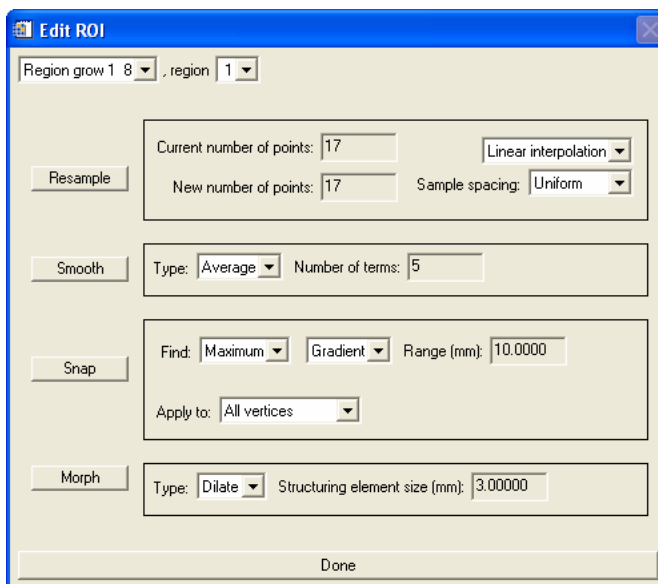 Edit ROI
Region grow 1 8 , region 1
Current number of points: 17 Linear interpolation
Resample
New number of points: 17 Sample spacing: Uniform
Smooth Type: Average Number of terms: 5
Find: Maximum Gradient Range (mm): 10.0000
Snap
Apply to: All vertices
Morph Type: Dilate Structuring element size (mm): 3.00000
Done